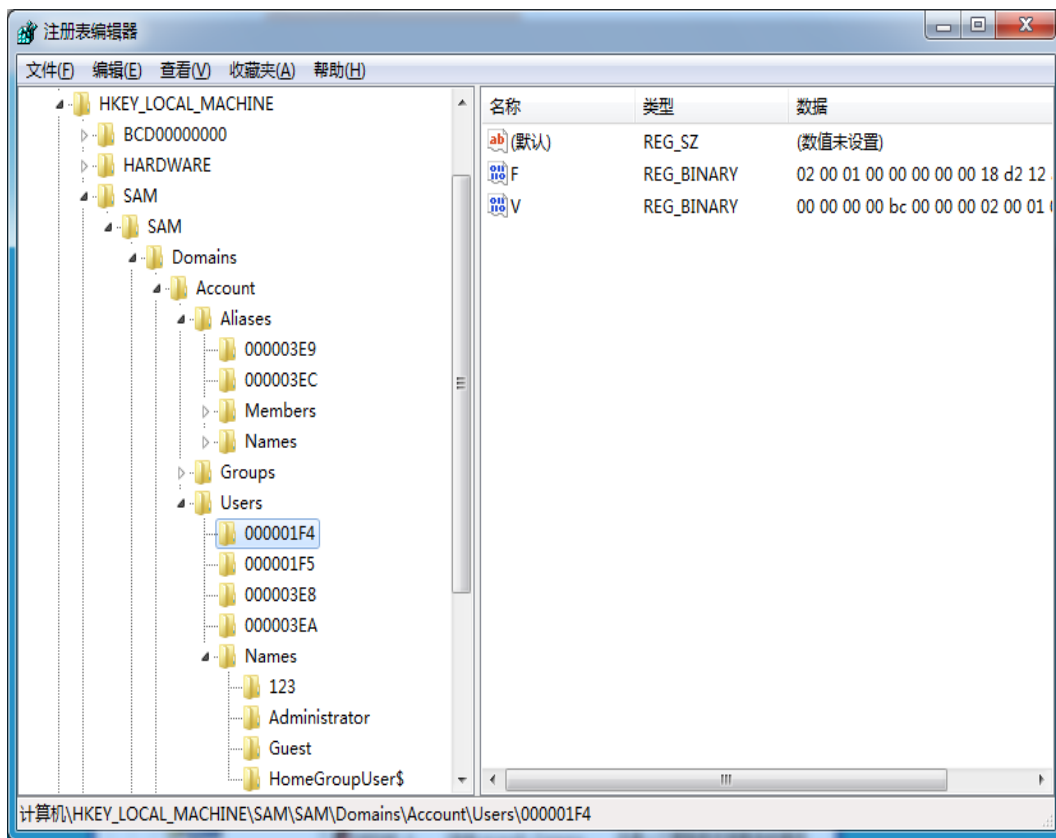 注册表编辑器
文件(F) 编辑(E) 查看(V) 收藏夹(A) 帮助(H)
HKEY_LOCAL_MACHINE
BCD00000000
HARDWARE
SAM
SAM
Domains
Account
Aliases
000003E9
000003EC
Members
Names
Groups
Users
000001F4
000001F5
000003E8
000003EA
Names
123
Administrator
Guest
HomeGroupUser$
名称 类型 数据
(默认) REG_SZ (数值未设置)
F REG_BINARY 02 00 01 00 00 00 00 00 18 d2 12
V REG_BINARY 00 00 00 00 bc 00 00 00 02 00 01
计算机\HKEY_LOCAL_MACHINE\SAM\SAM\Domains\Account\Users\000001F4